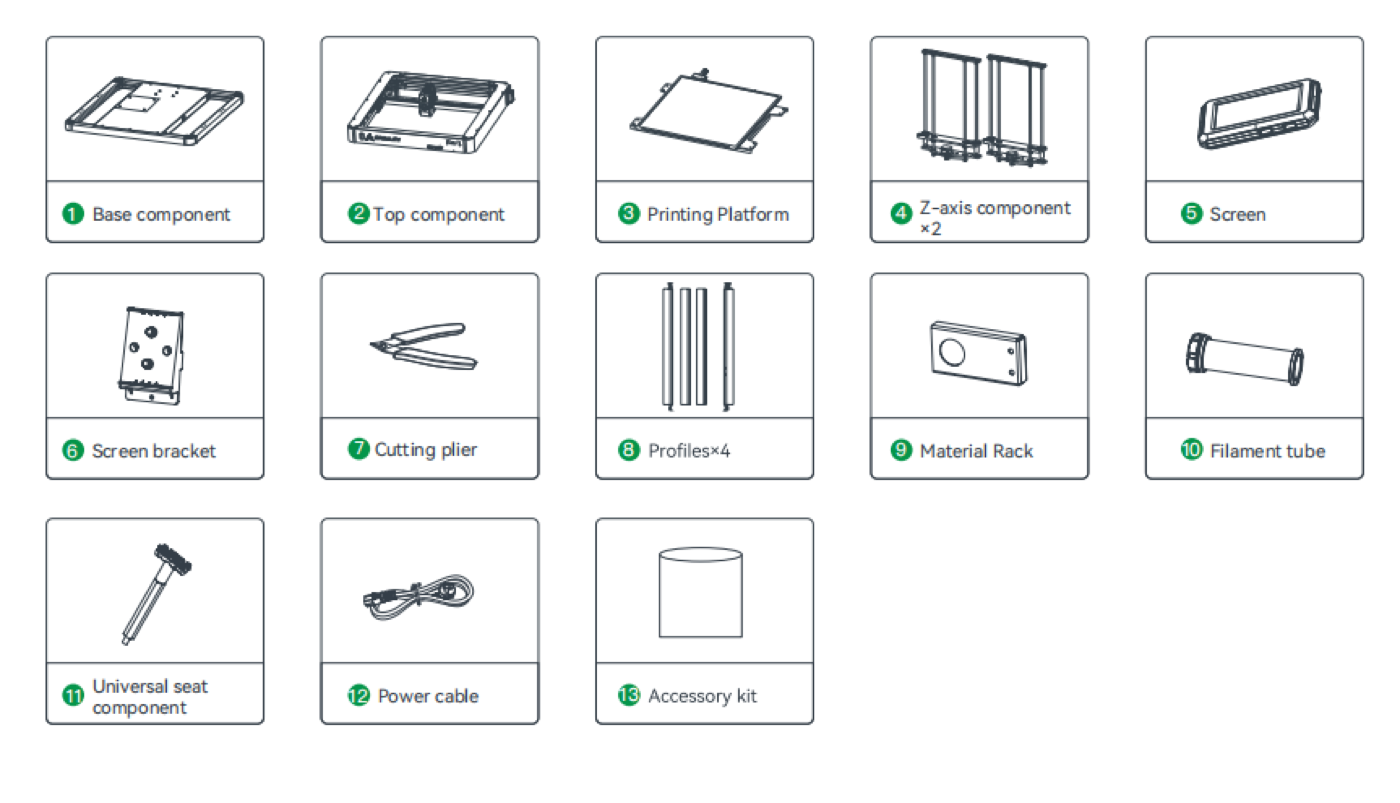 1 Base component
2 Top component
3 Printing Platform
4 Z-axis component
×2
5 Screen
6 Screen bracket
7 Cutting plier
8 Profiles×4
9 Material Rack
10 Filament tube
11 Universal seat
component
12 Power cable
13 Accessory kit